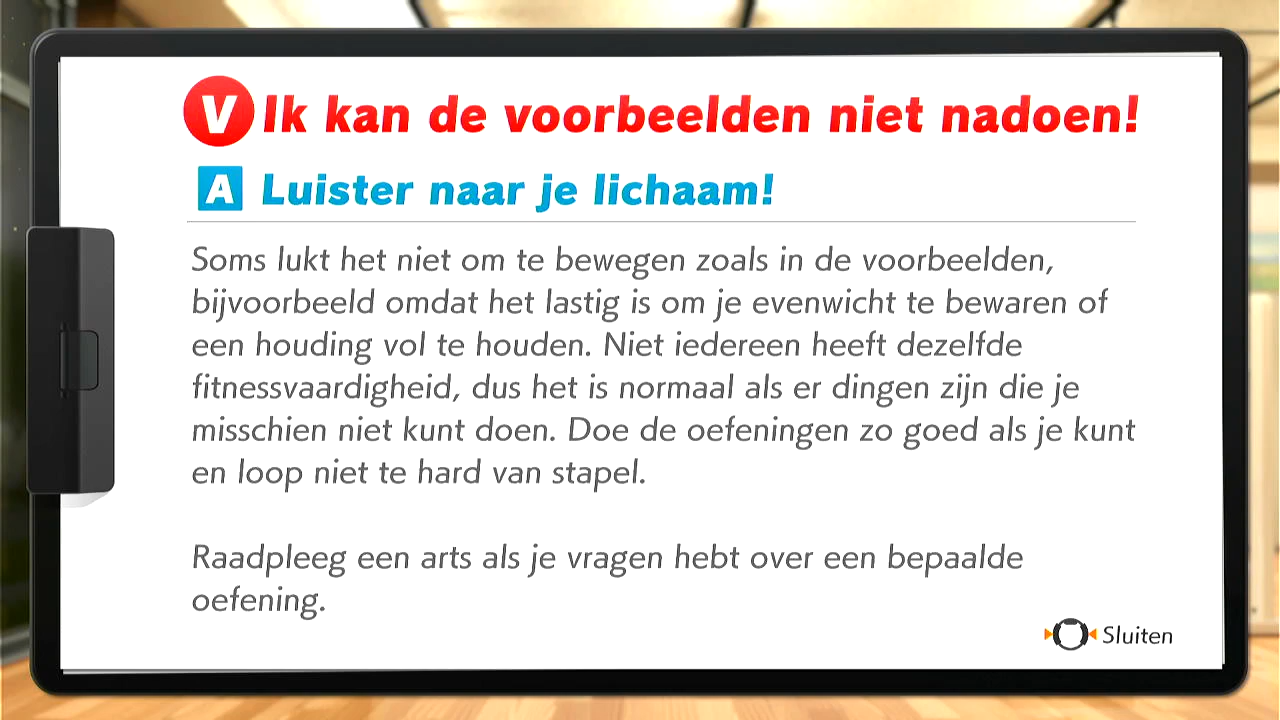 V Ik kan de voorbeelden niet nadoen!
A Luister naar je lichaam!
Soms lukt het niet om te bewegen zoals in de voorbeelden,
bijvoorbeeld omdat het lastig is om je evenwicht te bewaren of
een houding vol te houden. Niet iedereen heeft dezelfde
fitnessvaardigheid, dus het is normaal als er dingen zijn die je
misschien niet kunt doen. Doe de oefeningen zo goed als je kunt
en loop niet te hard van stapel.
Raadpleeg een arts als je vragen hebt over een bepaalde
oefening.
Sluiten